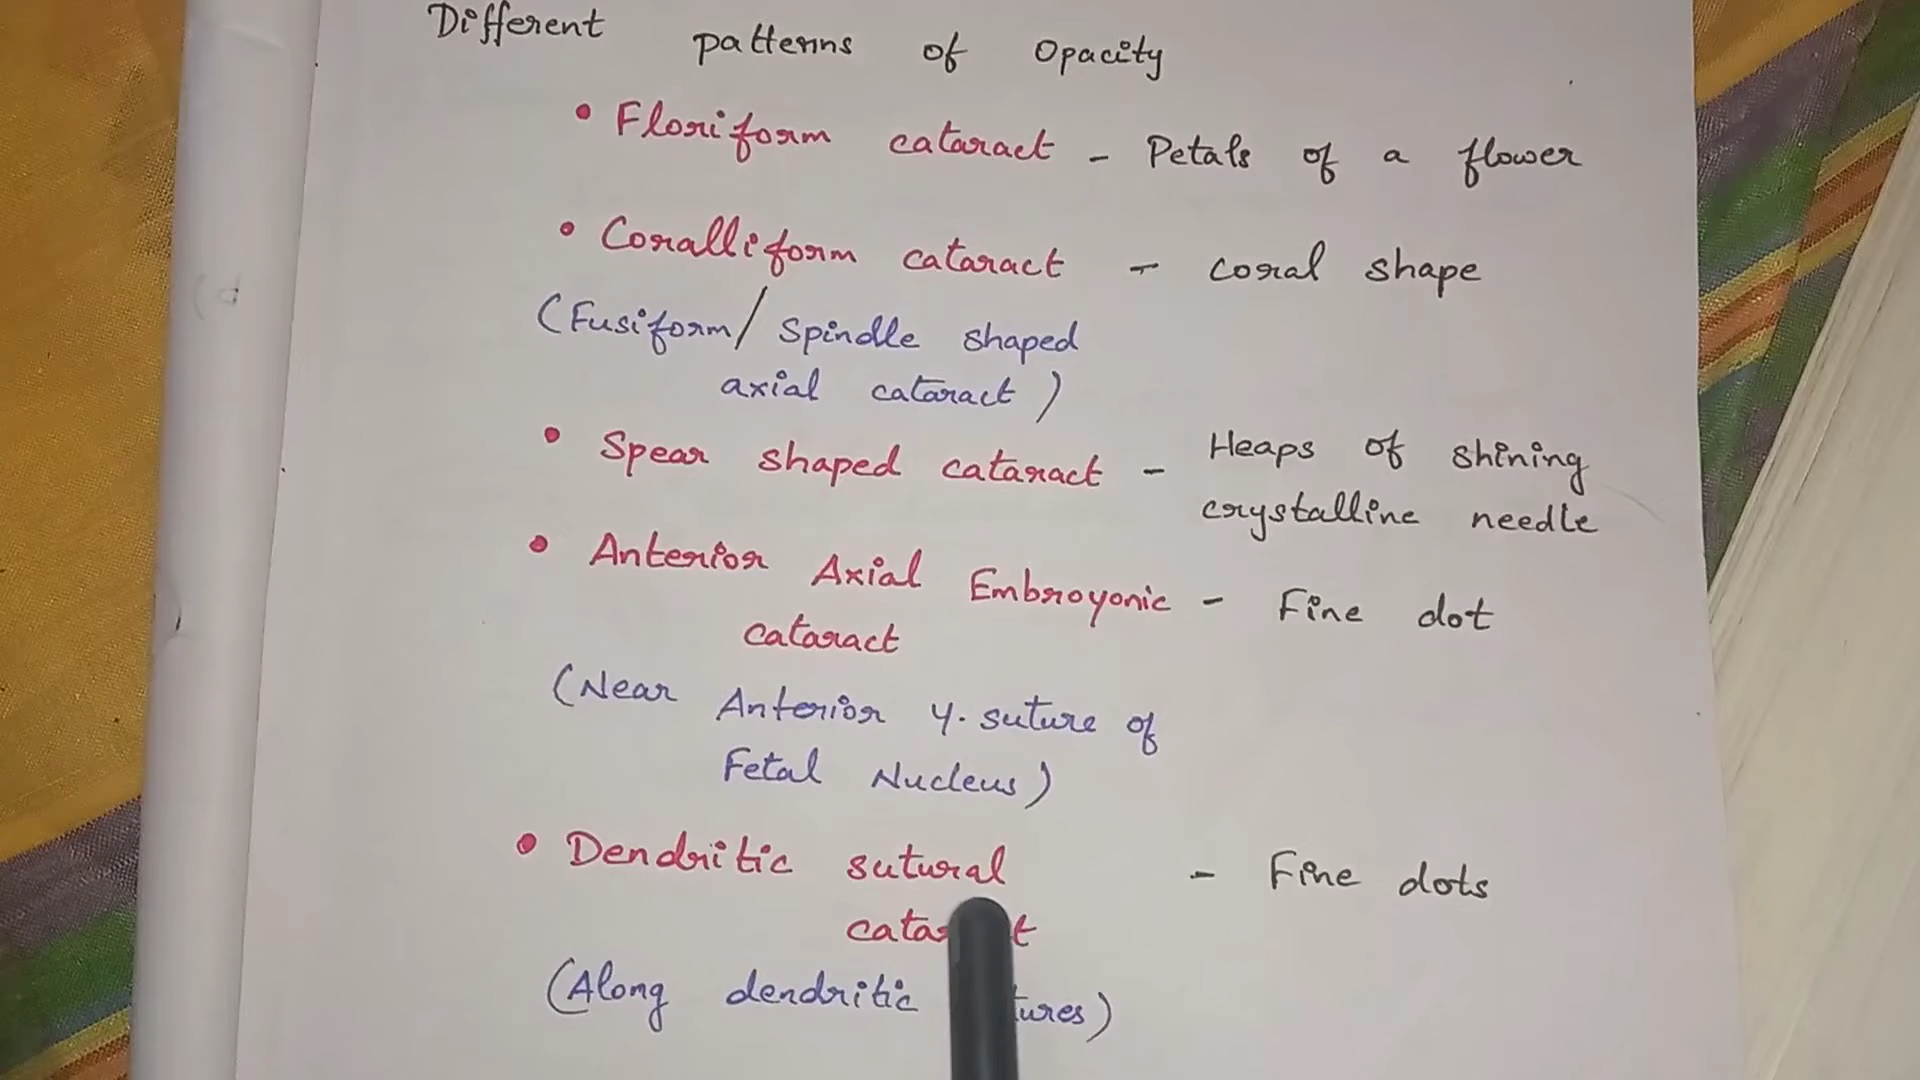 Different patterns of Opacity
• Floriform cataract - Petals of a flower
• Coralliform cataract - coral shape
(Fusiform/ Spindle shaped
axial cataract)
• Spear shaped cataract - Heaps of shining
crystalline needle
• Anterior Axial Embroyonic - Fine dot
cataract
(Near Anterior Y. suture of
Fetal Nucleus)
• Dendritic sutural - Fine dots
(Along dendritic